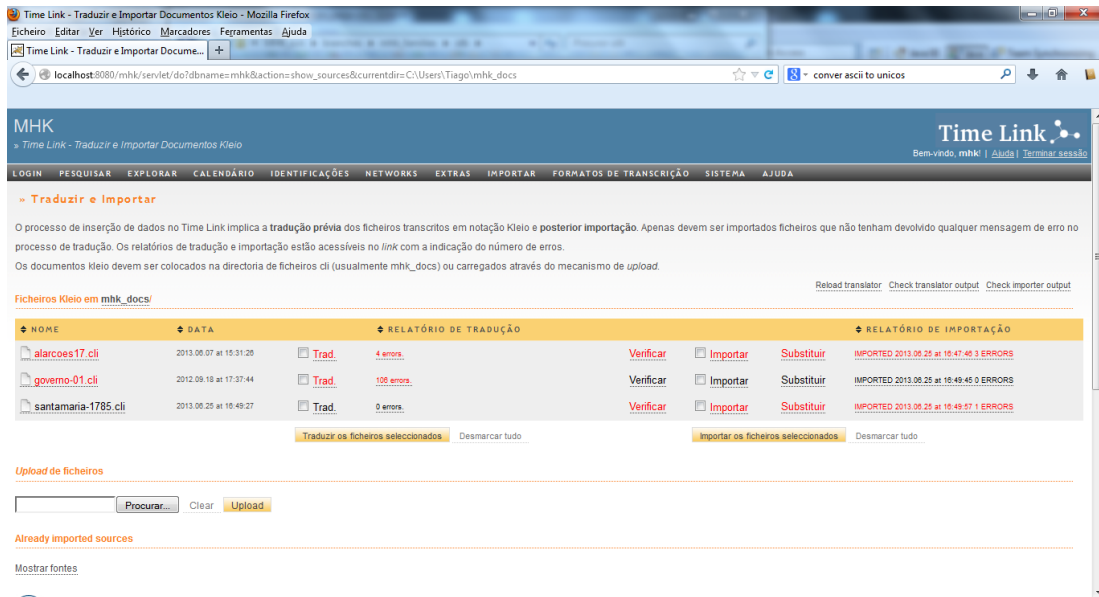 Time Link - Traduzir e Importar Documentos Kleio - Mozilla Firefox
Ficheiro Editar Ver Histórico Marcadores Ferramentas Ajuda
Time Link - Traduzir e Importar Docume... +
localhost:8080/mhk/servlet/do?dbname=mhk&action=show_sources&currentdir=C:\Users\Tiago\mhk_docs
conver ascii to unicos
MHK
» Time Link - Traduzir e Importar Documentos Kleio
Time Link
Bem-vindo, mhk! | Ajuda | Terminar sessão
LOGIN PESQUISAR EXPLORAR CALENDÁRIO IDENTIFICAÇÕES NETWORKS EXTRAS IMPORTAR FORMATOS DE TRANSCRIÇÃO SISTEMA AJUDA
» Traduzir e Importar
O processo de inserção de dados no Time Link implica a tradução prévia dos ficheiros transcritos em notação Kleio e posterior importação. Apenas devem ser importados ficheiros que não tenham devolvido qualquer mensagem de erro no
processo de tradução. Os relatórios de tradução e importação estão acessíveis no link com a indicação do número de erros.
Os documentos kleio devem ser colocados na directoria de ficheiros cli (usualmente mhk_docs) ou carregados através do mecanismo de upload.
Reload translator Check translator output Check importer output
Ficheiros Kleio em mhk_docs/
NOME DATA RELATÓRIO DE TRADUÇÃO RELATÓRIO DE IMPORTAÇÃO
alarcoes17.cli 2013.06.07 at 15:31:26 Trad. 4 errors. Verificar Importar Substituir IMPORTED 2013.06.25 at 16:47:46 3 ERRORS
governo-01.cli 2012.09.18 at 17:37:44 Trad. 106 errors. Verificar Importar Substituir IMPORTED 2013.06.25 at 16:49:45 0 ERRORS
santamaria-1785.cli 2013.06.25 at 16:49:27 Trad. 0 errors. Verificar Importar Substituir IMPORTED 2013.06.25 at 16:49:57 1 ERRORS
Traduzir os ficheiros seleccionados Desmarcar tudo Importar os ficheiros seleccionados Desmarcar tudo
Upload de ficheiros
Procurar... Clear Upload
Already imported sources
Mostrar fontes